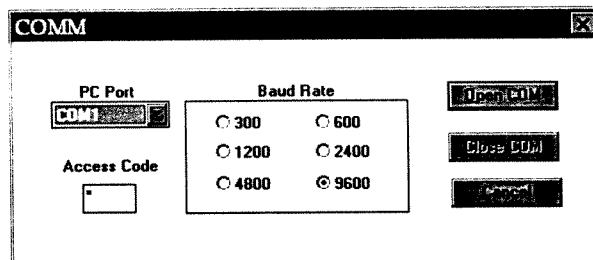 COMM
PC Port
COM1
Access Code
*
Baud Rate
300 600
1200 2400
4800 9600
Open COM
Close COM
Cancel